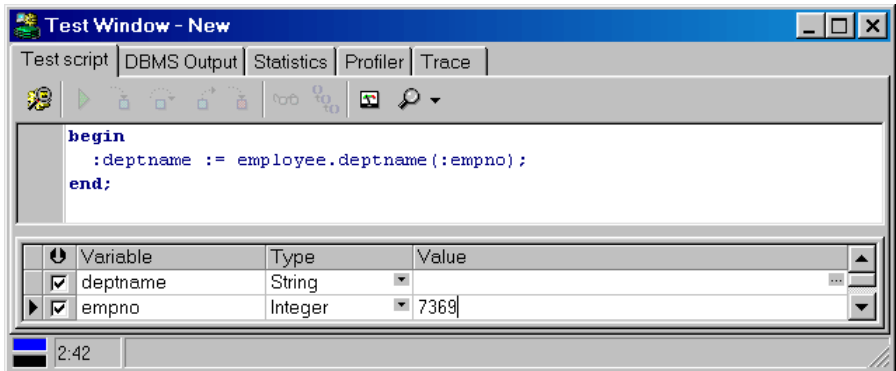 Test Window - New
Test script DBMS Output Statistics Profiler Trace
begin
:deptname := employee.deptname(:empno);
end;
Variable Type Value
deptname String
empno Integer 7369
2:42